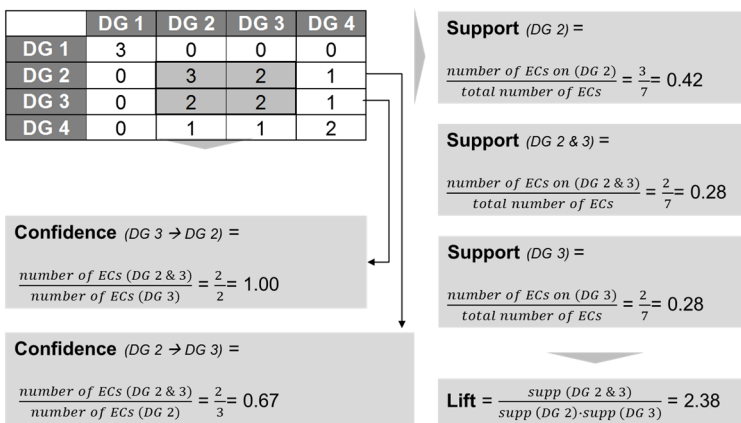 DG 1 DG 2 DG 3 DG 4
DG 1 3 0 0 0
DG 2 0 3 2 1
DG 3 0 2 2 1
DG 4 0 1 1 2
Confidence (DG 3 → DG 2) =
number of ECs (DG 2 & 3) / number of ECs (DG 3) = 2/2 = 1.00
Confidence (DG 2 → DG 3) =
number of ECs (DG 2 & 3) / number of ECs (DG 2) = 2/3 = 0.67
Support (DG 2) =
number of ECs on (DG 2) / total number of ECs = 3/7 = 0.42
Support (DG 2 & 3) =
number of ECs on (DG 2 & 3) / total number of ECs = 2/7 = 0.28
Support (DG 3) =
number of ECs on (DG 3) / total number of ECs = 2/7 = 0.28
Lift = supp (DG 2 & 3) / supp (DG 2)·supp (DG 3) = 2.38